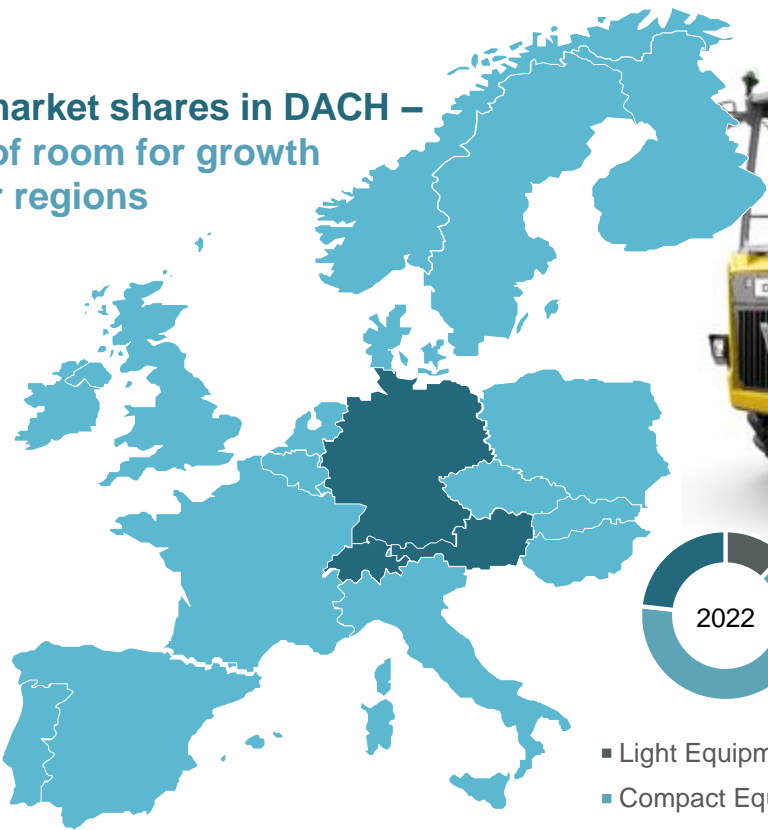 market shares in DACH –
of room for growth
regions
2022
Light Equipm
Compact Equ